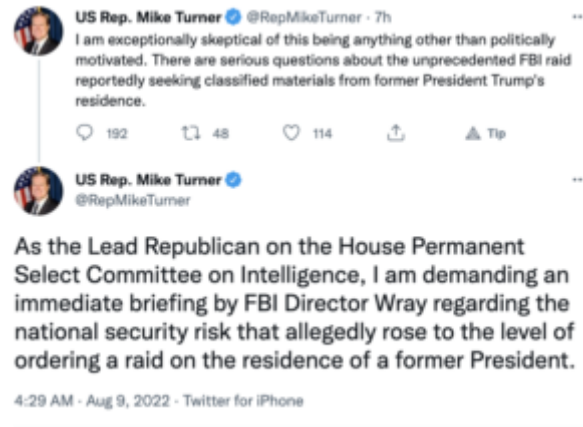 US Rep. Mike Turner @RepMikeTurner · 7h
I am exceptionally skeptical of this being anything other than politically
motivated. There are serious questions about the unprecedented FBI raid
reportedly seeking classified materials from former President Trump's
residence.
192 48 114 Tip
US Rep. Mike Turner
@RepMikeTurner
As the Lead Republican on the House Permanent
Select Committee on Intelligence, I am demanding an
immediate briefing by FBI Director Wray regarding the
national security risk that allegedly rose to the level of
ordering a raid on the residence of a former President.
4:29 AM · Aug 9, 2022 · Twitter for iPhone